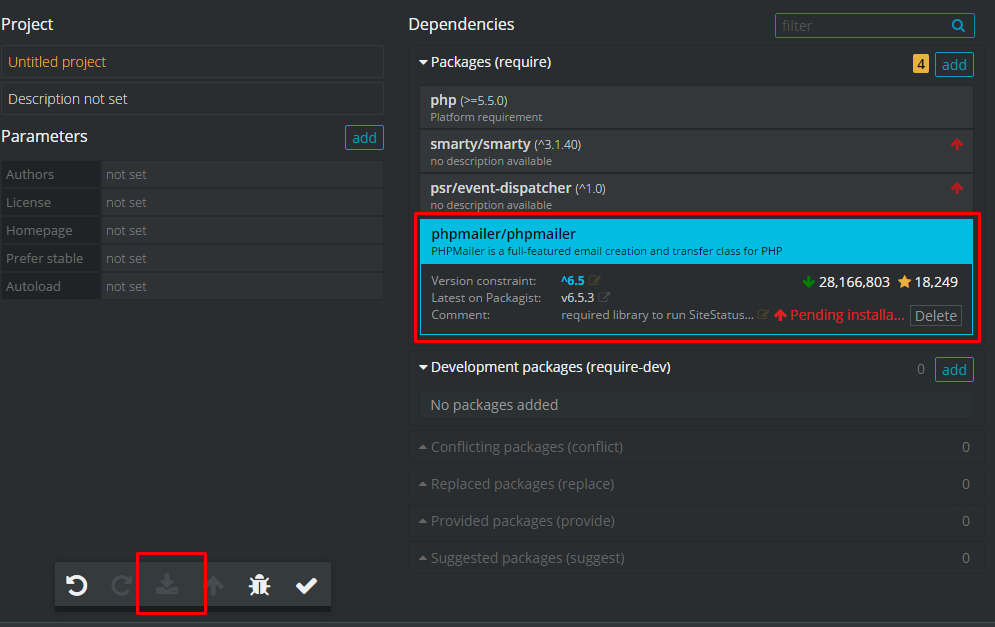 Project
Untitled project
Description not set
Parameters
add
Authors not set
License not set
Homepage not set
Prefer stable not set
Autoload not set
Dependencies
filter
Packages (require)
4 add
php (>=5.5.0)
Platform requirement
smarty/smarty (^3.1.40)
no description available
psr/event-dispatcher (^1.0)
no description available
phpmailer/phpmailer
PHPMailer is a full-featured email creation and transfer class for PHP
Version constraint: ^6.5 28,166,803 18,249
Latest on Packagist: v6.5.3
Comment: required library to run SiteStatus... Pending installa... Delete
Development packages (require-dev)
0 add
No packages added
Conflicting packages (conflict) 0
Replaced packages (replace) 0
Provided packages (provide) 0
Suggested packages (suggest) 0